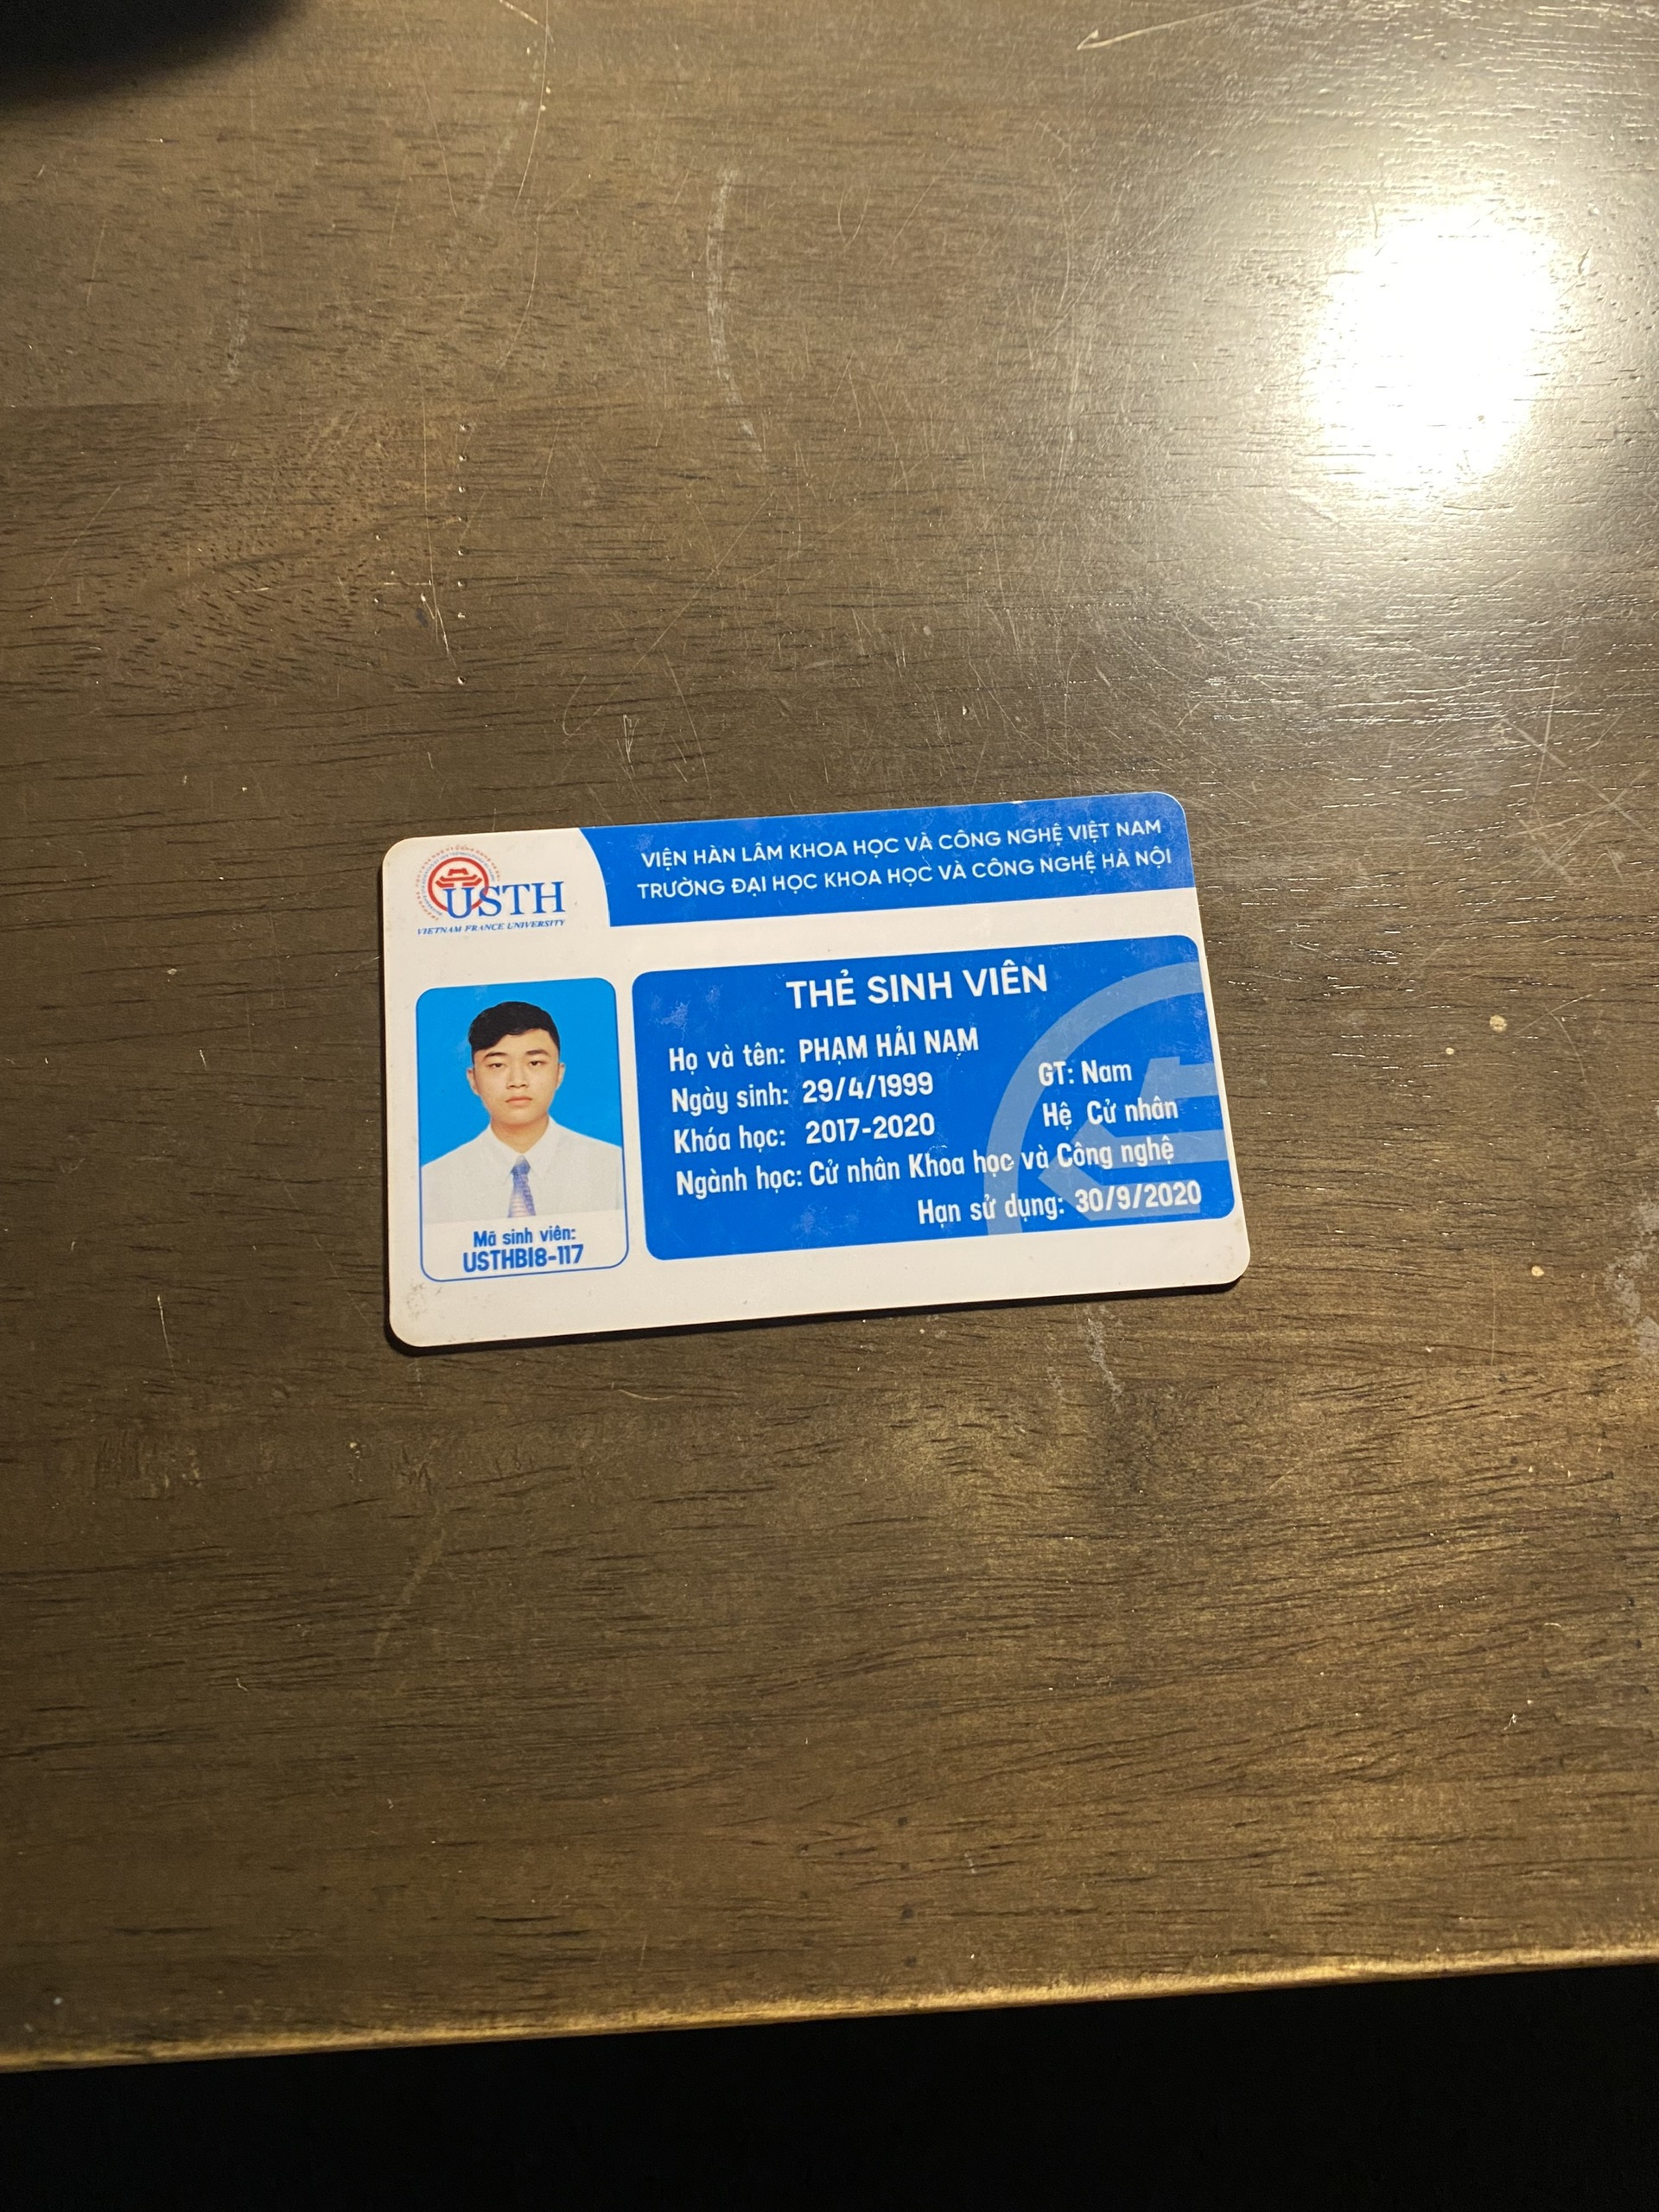 VIỆN HÀN LÂM KHOA HỌC VÀ CÔNG NGHỆ VIỆT NAM
TRƯỜNG ĐẠI HỌC KHOA HỌC VÀ CÔNG NGHỆ HÀ NỘI
USTH
VIETNAM FRANCE UNIVERSITY
THẺ SINH VIÊN
Họ và tên: PHẠM HẢI NAM
GT: Nam
Ngày sinh: 29/4/1999
Hệ Cử nhân
Khóa học: 2017-2020
Ngành học: Cử nhân Khoa học và Công nghệ
Hạn sử dụng: 30/9/2020
Mã sinh viên:
USTHBI8-117